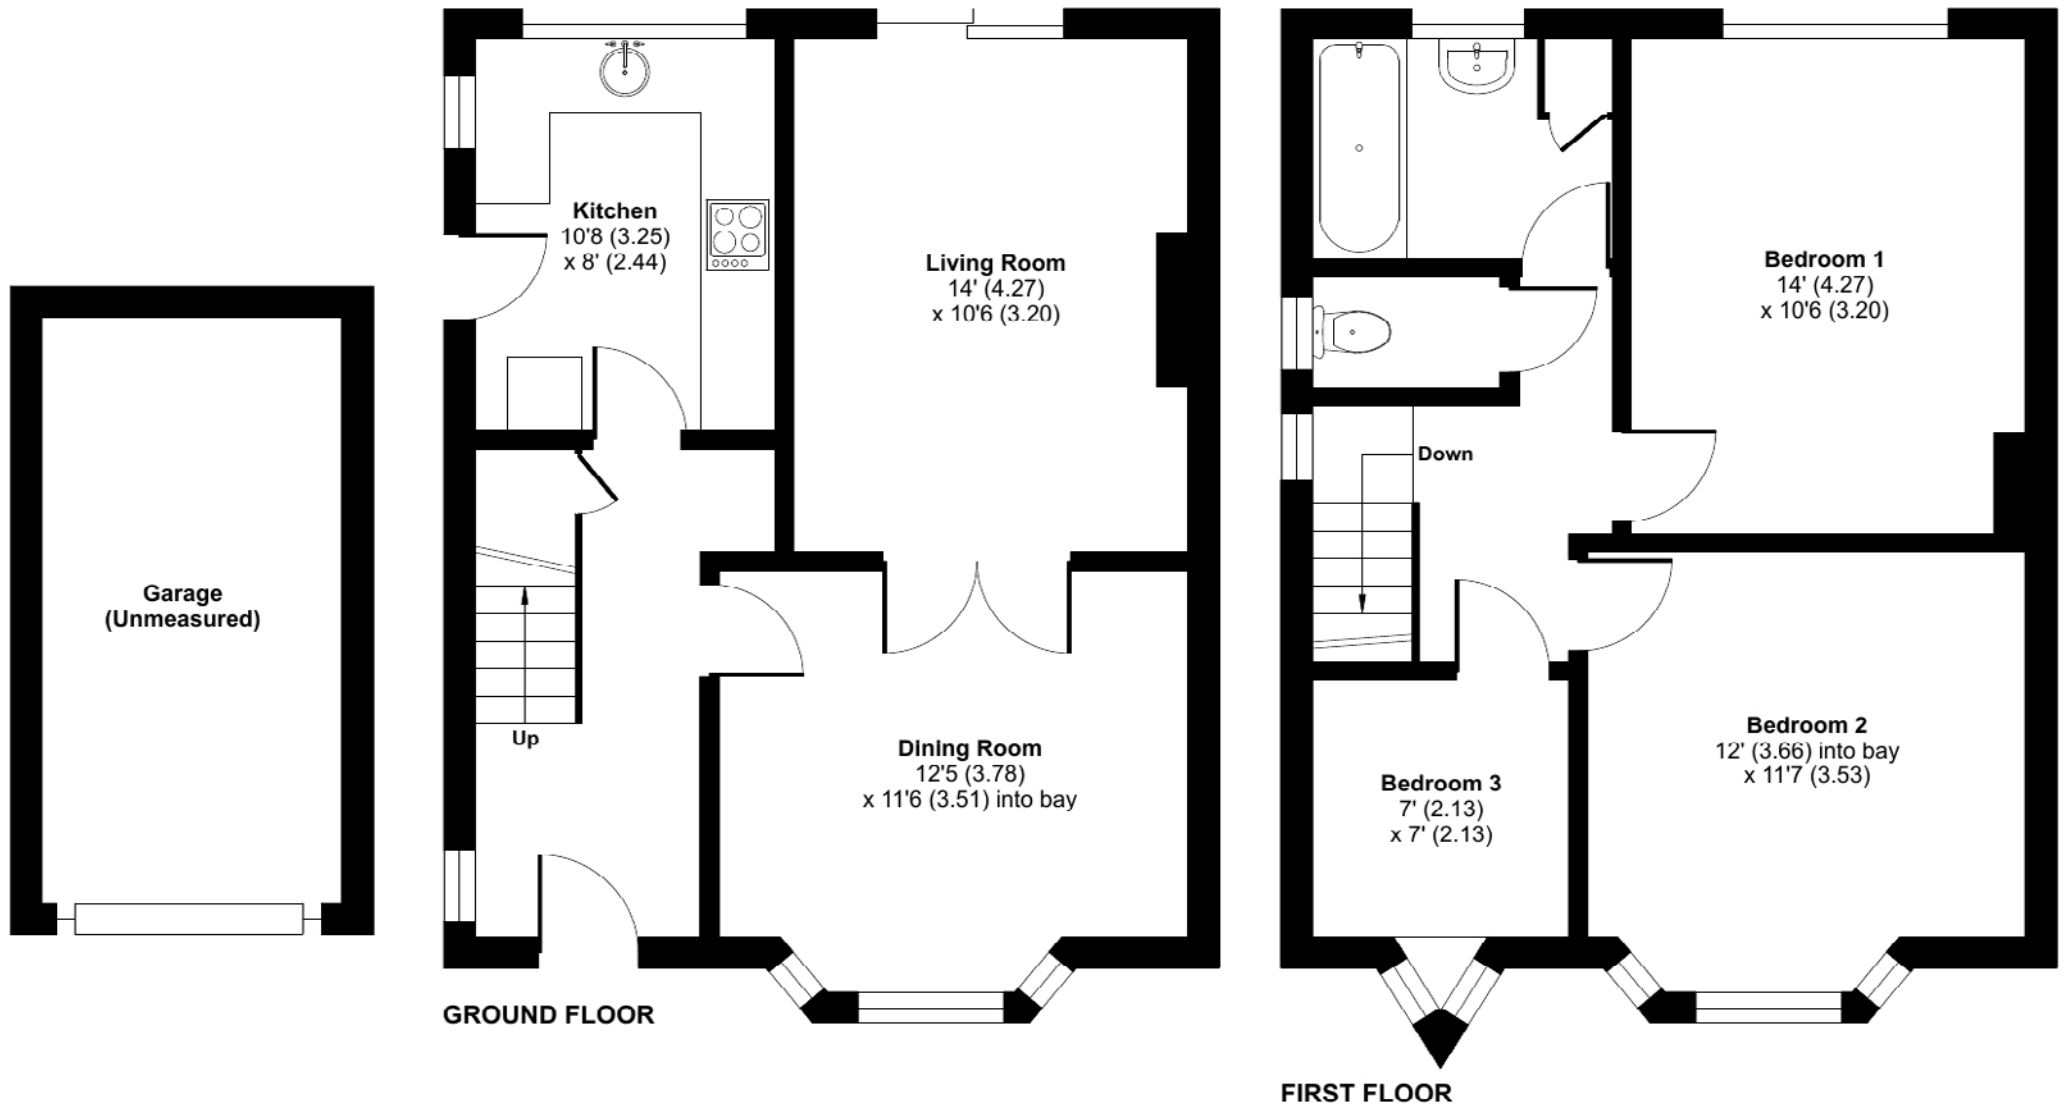 Kitchen
10'8 (3.25)
x 8' (2.44)
Living Room
14' (4.27)
x 10'6 (3.20)
Bedroom 1
14' (4.27)
x 10'6 (3.20)
Down
Garage
(Unmeasured)
Up
Dining Room
12'5 (3.78)
x 11'6 (3.51) into bay
Bedroom 2
12' (3.66) into bay
x 11'7 (3.53)
Bedroom 3
7' (2.13)
x 7' (2.13)
GROUND FLOOR
FIRST FLOOR